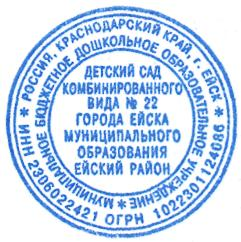 * РОССИЯ, КРАСНОДАРСКИЙ КРАЙ, г. ЕЙСК *
ИНН 2306022421 ОГРН 1022301124086
* МУНИЦИПАЛЬНОЕ БЮДЖЕТНОЕ ДОШКОЛЬНОЕ ОБРАЗОВАТЕЛЬНОЕ УЧРЕЖДЕНИЕ
ДЕТСКИЙ САД
КОМБИНИРОВАННОГО
ВИДА № 22
ГОРОДА ЕЙСКА
МУНИЦИПАЛЬНОГО
ОБРАЗОВАНИЯ
ЕЙСКИЙ РАЙОН